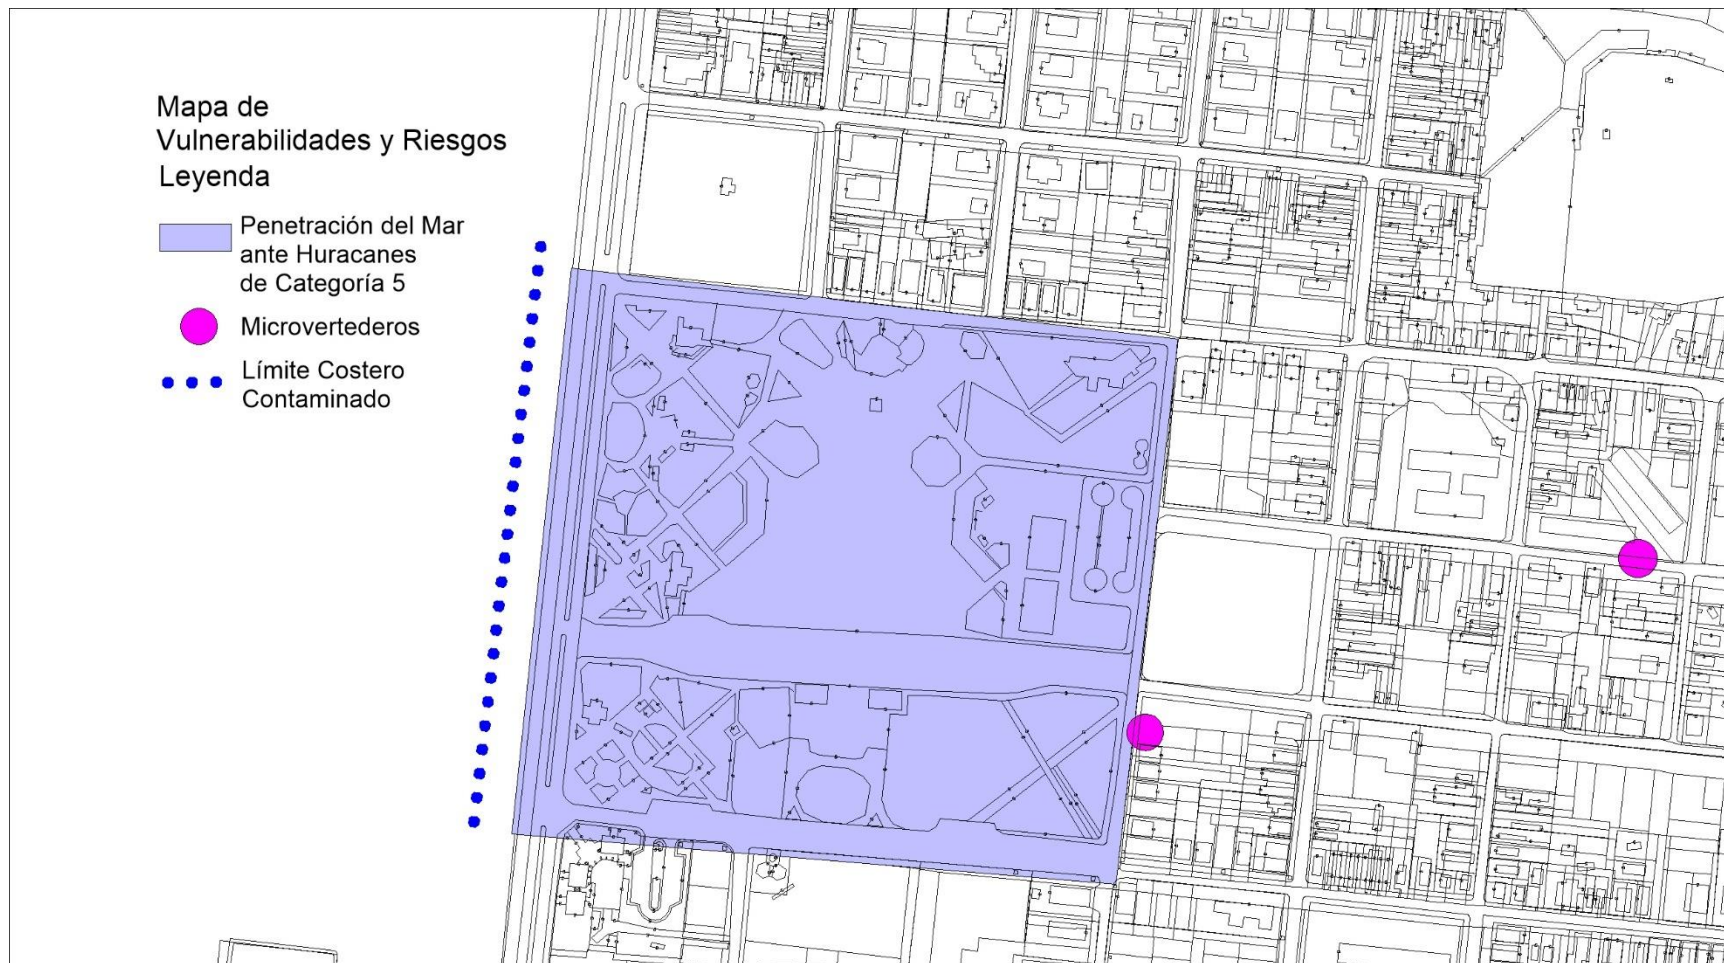 Mapa de
Vulnerabilidades y Riesgos
Leyenda
Penetración del Mar
ante Huracanes
de Categoría 5
Microvertederos
Límite Costero
Contaminado